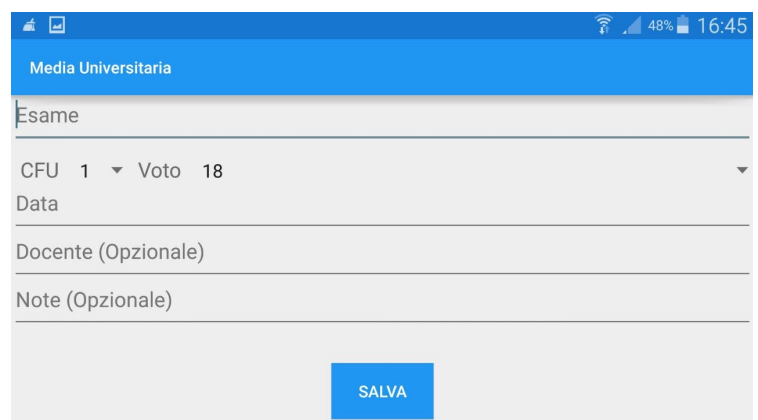 48% 16:45
Media Universitaria
Esame
CFU 1 Voto 18
Data
Docente (Opzionale)
Note (Opzionale)
SALVA